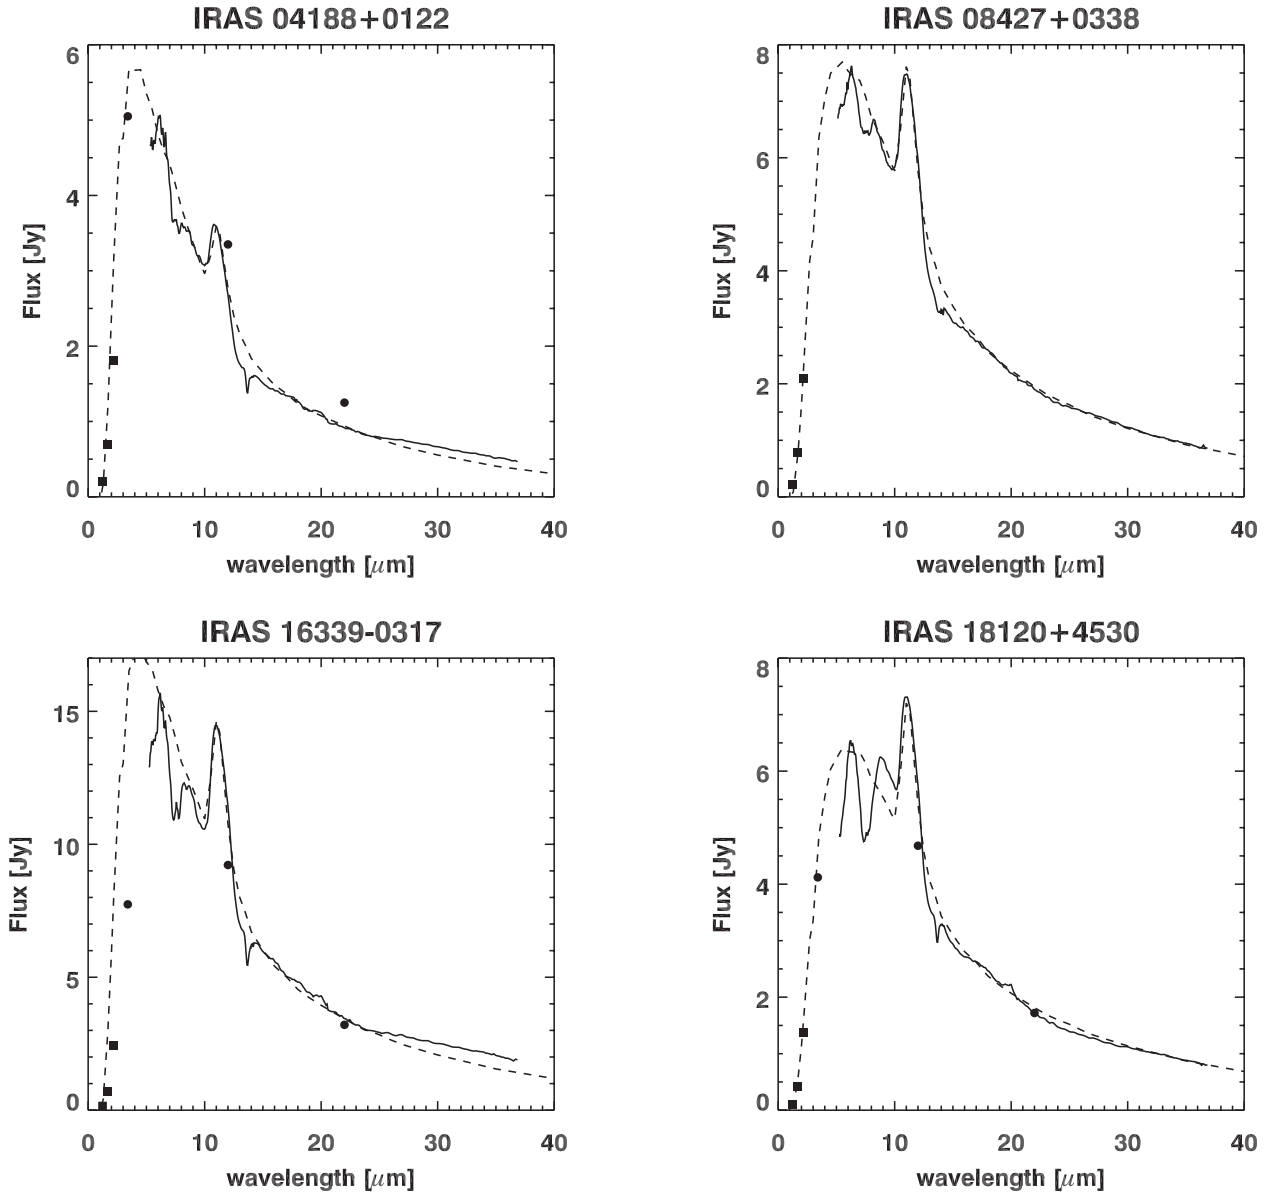 IRAS 04188+0122
6
4
2
0
Flux [Jy]
0 10 20 30 40
wavelength [μm]
IRAS 08427+0338
8
6
4
2
0
Flux [Jy]
0 10 20 30 40
wavelength [μm]
IRAS 16339-0317
15
10
5
0
Flux [Jy]
0 10 20 30 40
wavelength [μm]
IRAS 18120+4530
8
6
4
2
0
Flux [Jy]
0 10 20 30 40
wavelength [μm]